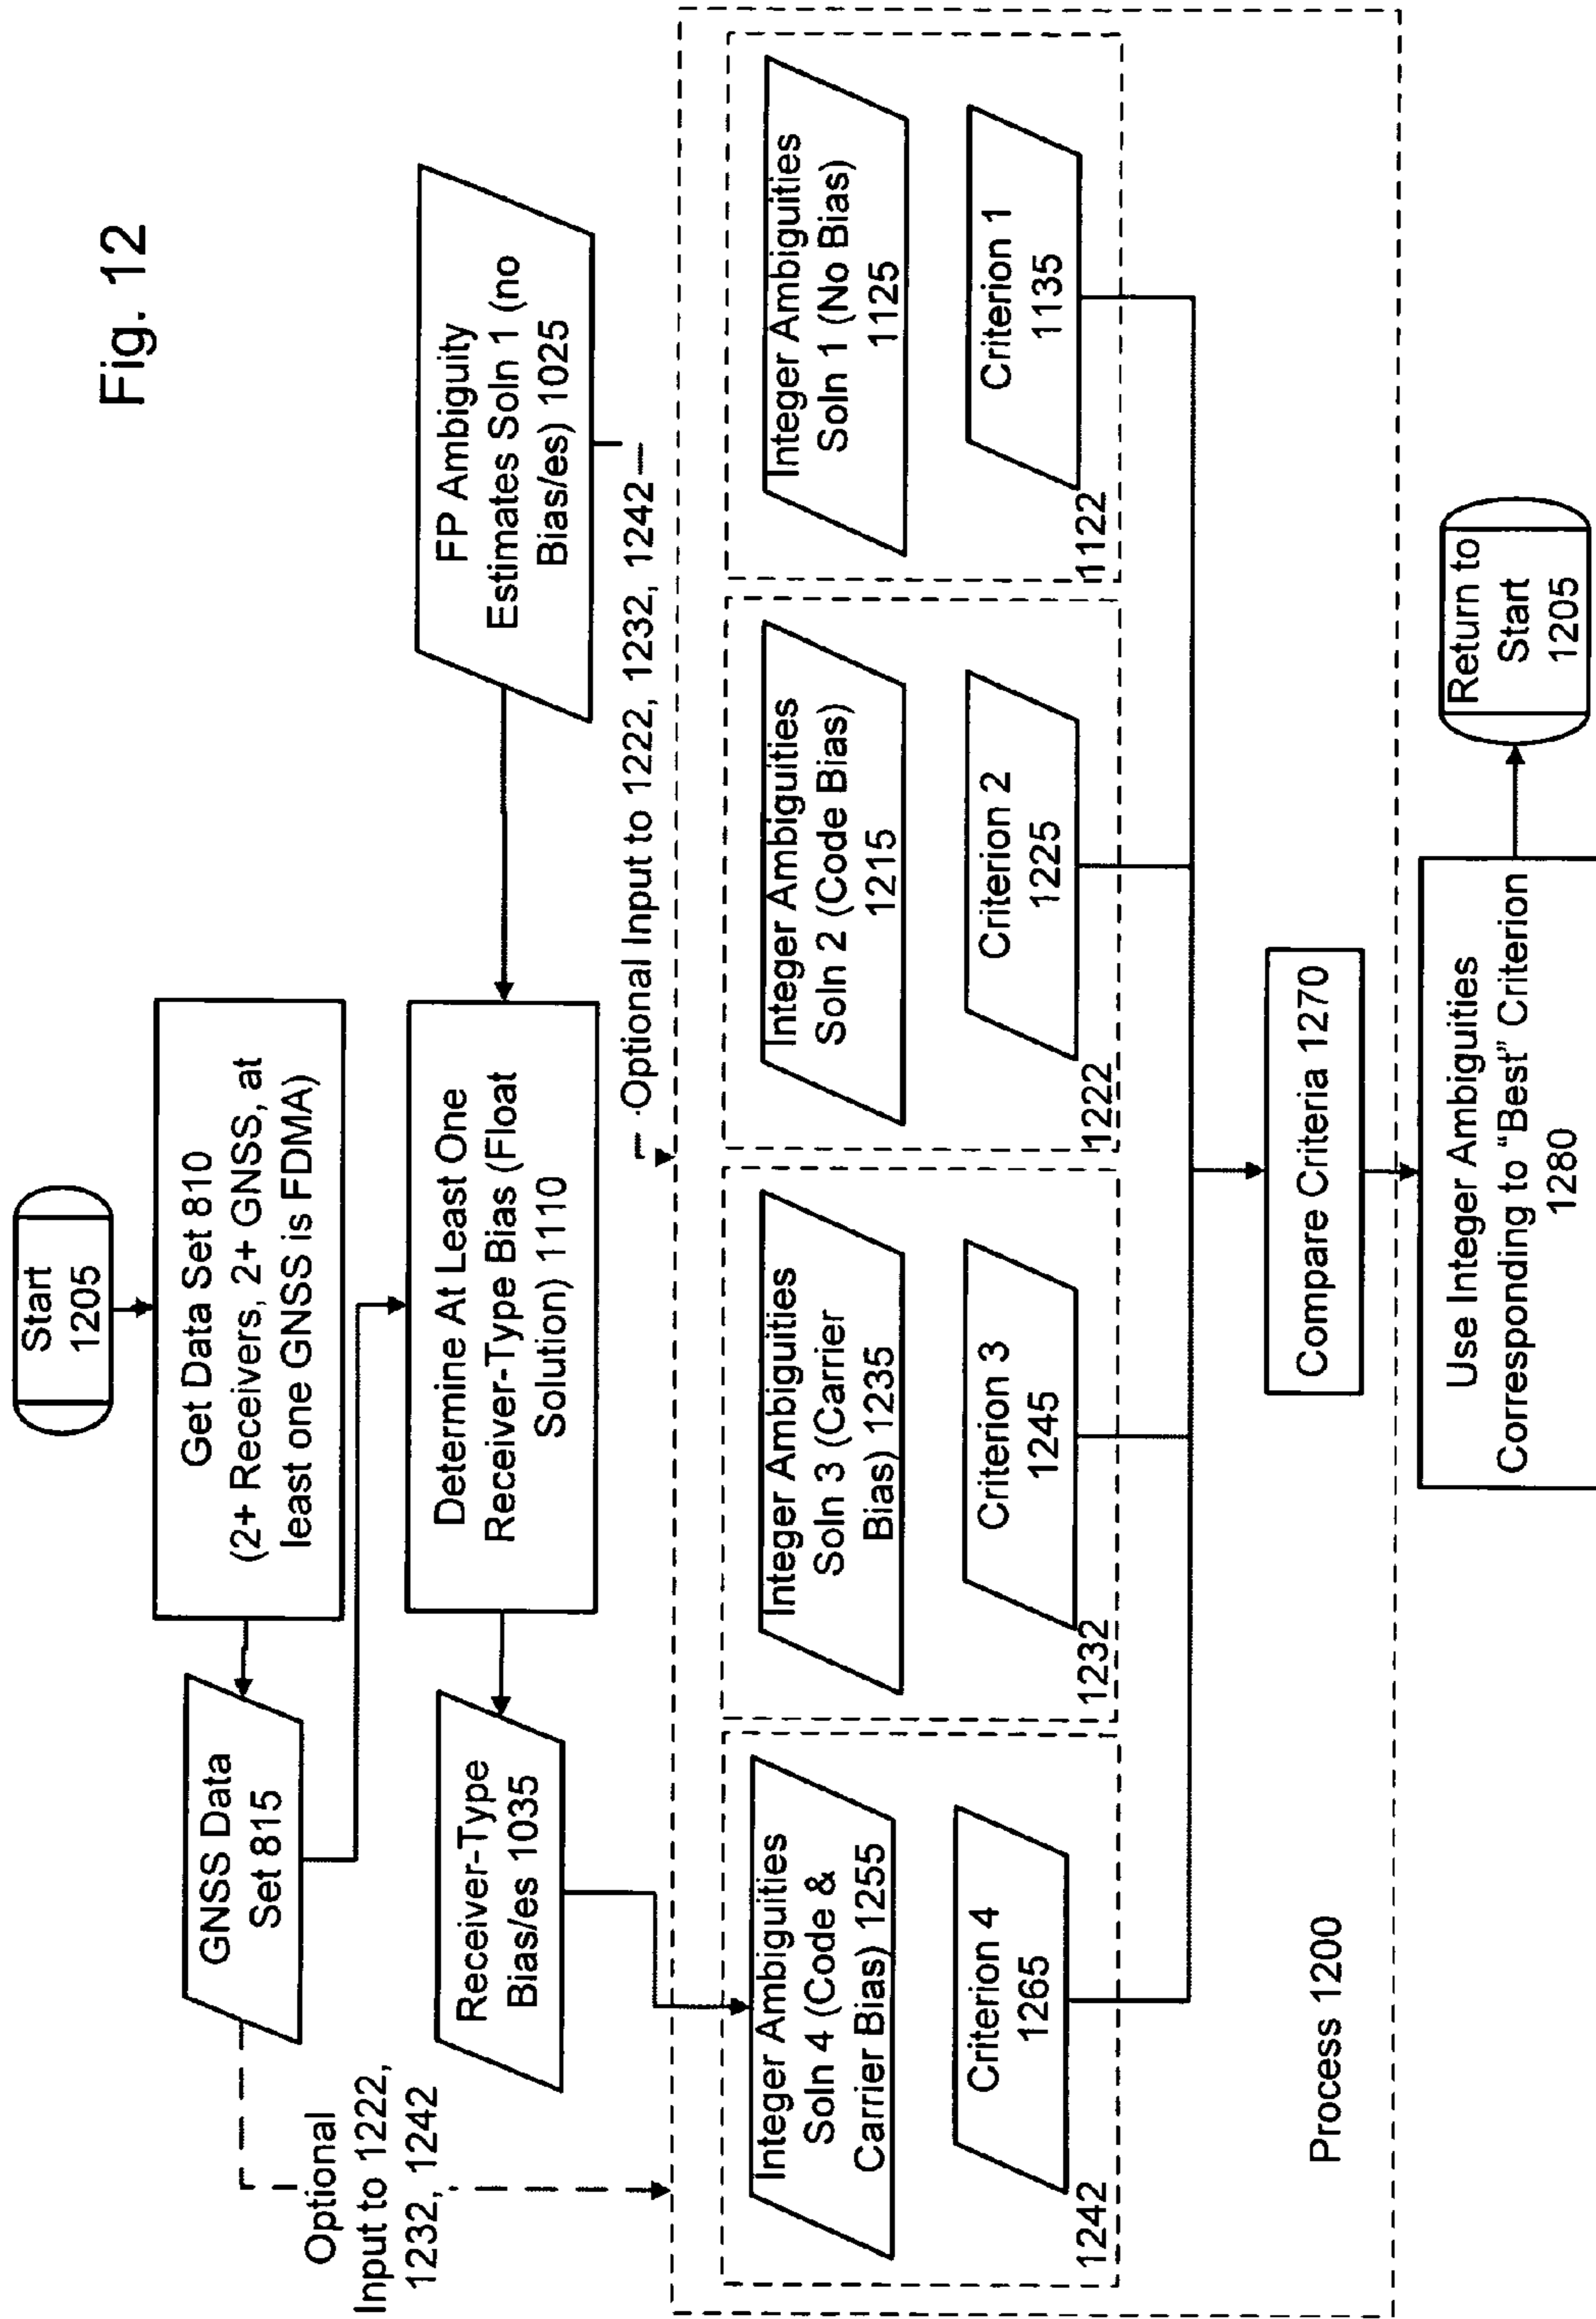 Fig. 12
Start
1205
Get Data Set 810
(2+ Receivers, 2+ GNSS, at
least one GNSS is FDMA)
GNSS Data
Set 815
Optional
Input to 1222,
1232, 1242
FP Ambiguity
Estimates Soln 1 (no
Bias/es) 1025
Determine At Least One
Receiver-Type Bias (Float
Solution) 1110
Receiver-Type
Bias/es 1035
Optional Input to 1222, 1232, 1242
Integer Ambiguities
Soln 4 (Code &
Carrier Bias) 1255
Criterion 4
1265
1242
Integer Ambiguities
Soln 3 (Carrier
Bias) 1235
Criterion 3
1245
1232
Integer Ambiguities
Soln 2 (Code Bias)
1215
Criterion 2
1225
1222
Integer Ambiguities
Soln 1 (No Bias)
1125
Criterion 1
1135
1122
Compare Criteria 1270
Process 1200
Use Integer Ambiguities
Corresponding to "Best" Criterion
1280
Return to
Start
1205